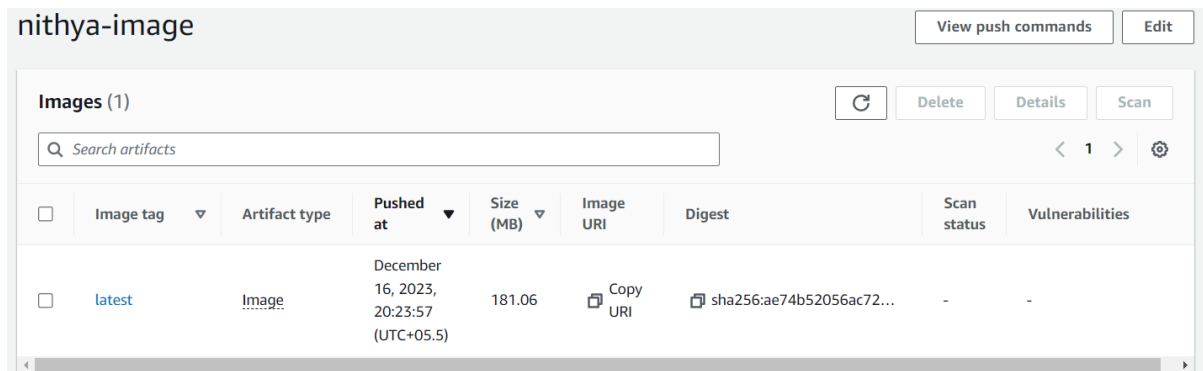 nithya-image
View push commands
Edit
Images (1)
Delete
Details
Scan
Search artifacts
1
Image tag
Artifact type
Pushed
at
Size
(MB)
Image
URI
Digest
Scan
status
Vulnerabilities
latest
Image
December
16, 2023,
20:23:57
(UTC+05.5)
181.06
Copy
URI
sha256:ae74b52056ac72...
-
-